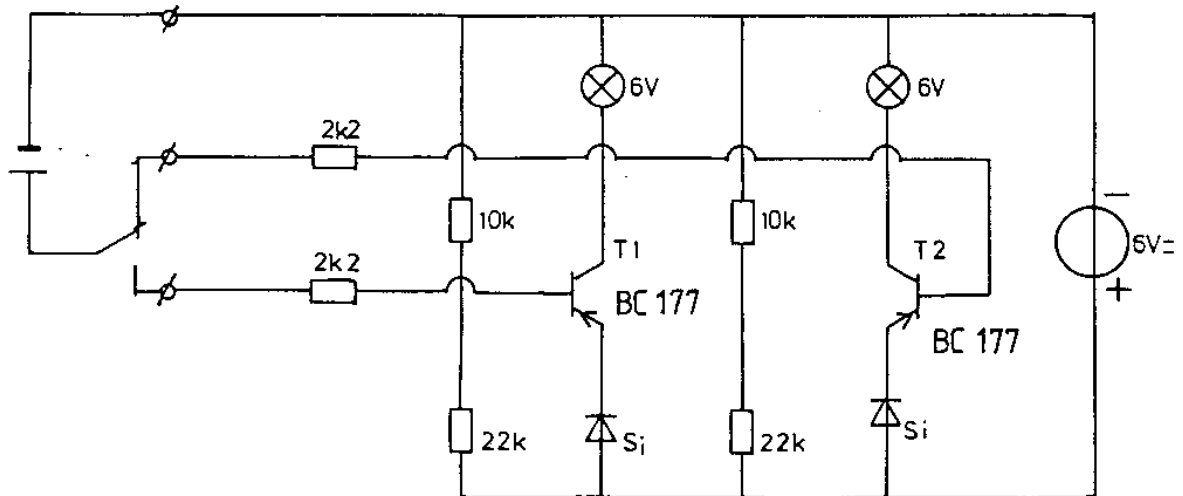 6V
6V
2k2
10k
10k
T1
T2
−
6V=
+
2k2
BC 177
BC 177
22k
Si
22k
Si